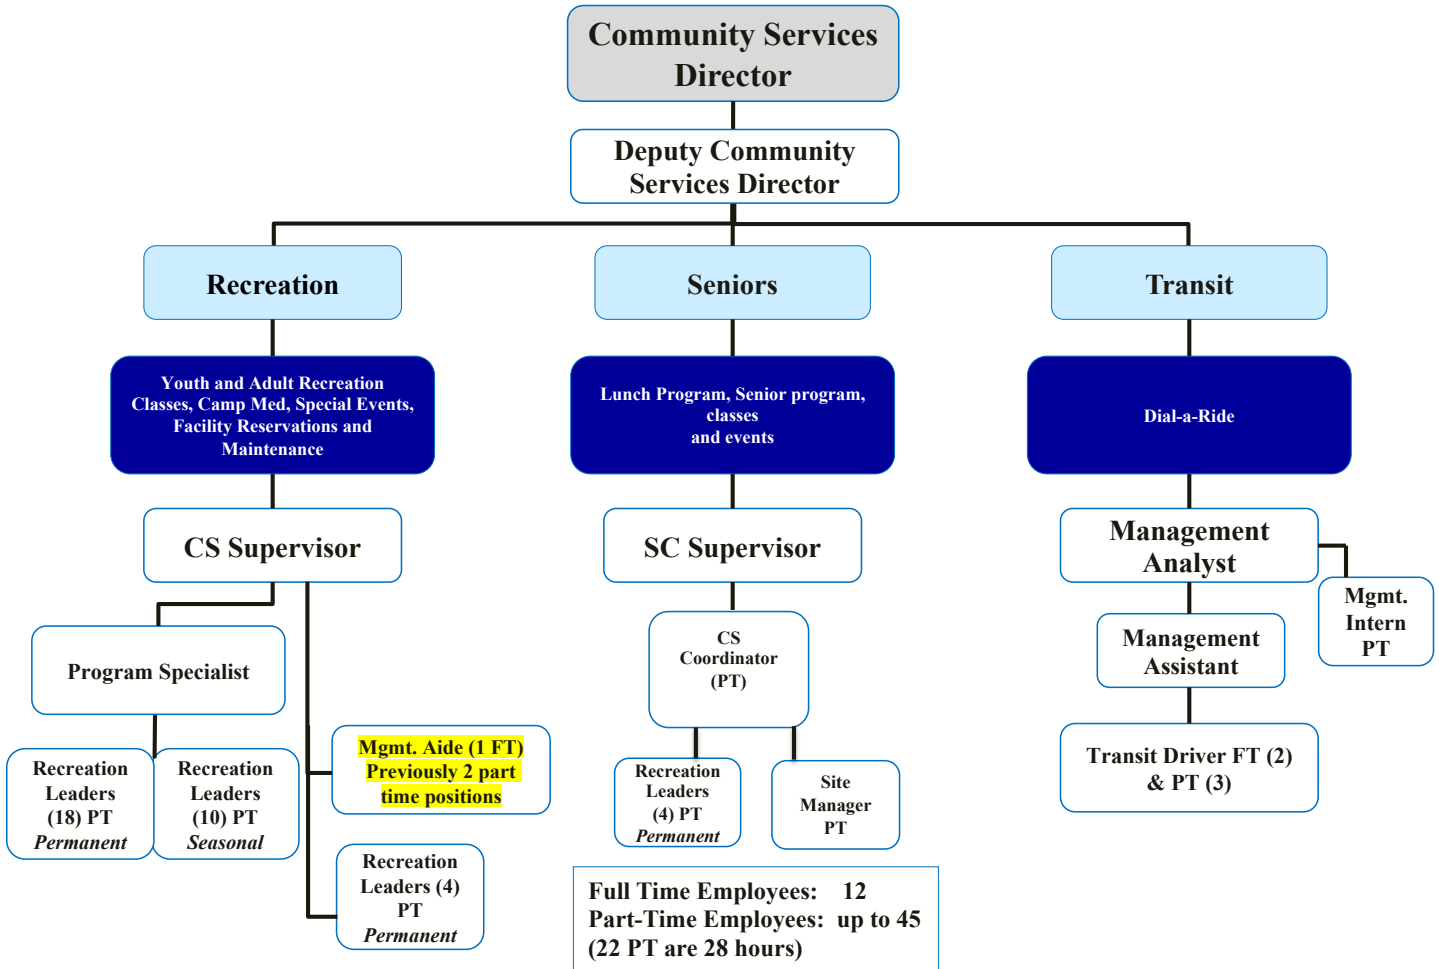 Community Services
Director
Deputy Community
Services Director
Recreation
Seniors
Transit
Youth and Adult Recreation
Classes, Camp Med, Special Events,
Facility Reservations and
Maintenance
Lunch Program, Senior program,
classes
and events
Dial-a-Ride
CS Supervisor
SC Supervisor
Management
Analyst
Mgmt.
Intern
PT
Program Specialist
CS
Coordinator
(PT)
Management
Assistant
Recreation
Leaders
(18) PT
Permanent
Recreation
Leaders
(10) PT
Seasonal
Mgmt. Aide (1 FT)
Previously 2 part
time positions
Recreation
Leaders (4)
PT
Permanent
Recreation
Leaders
(4) PT
Permanent
Site
Manager
PT
Transit Driver FT (2)
& PT (3)
Full Time Employees: 12
Part-Time Employees: up to 45
(22 PT are 28 hours)